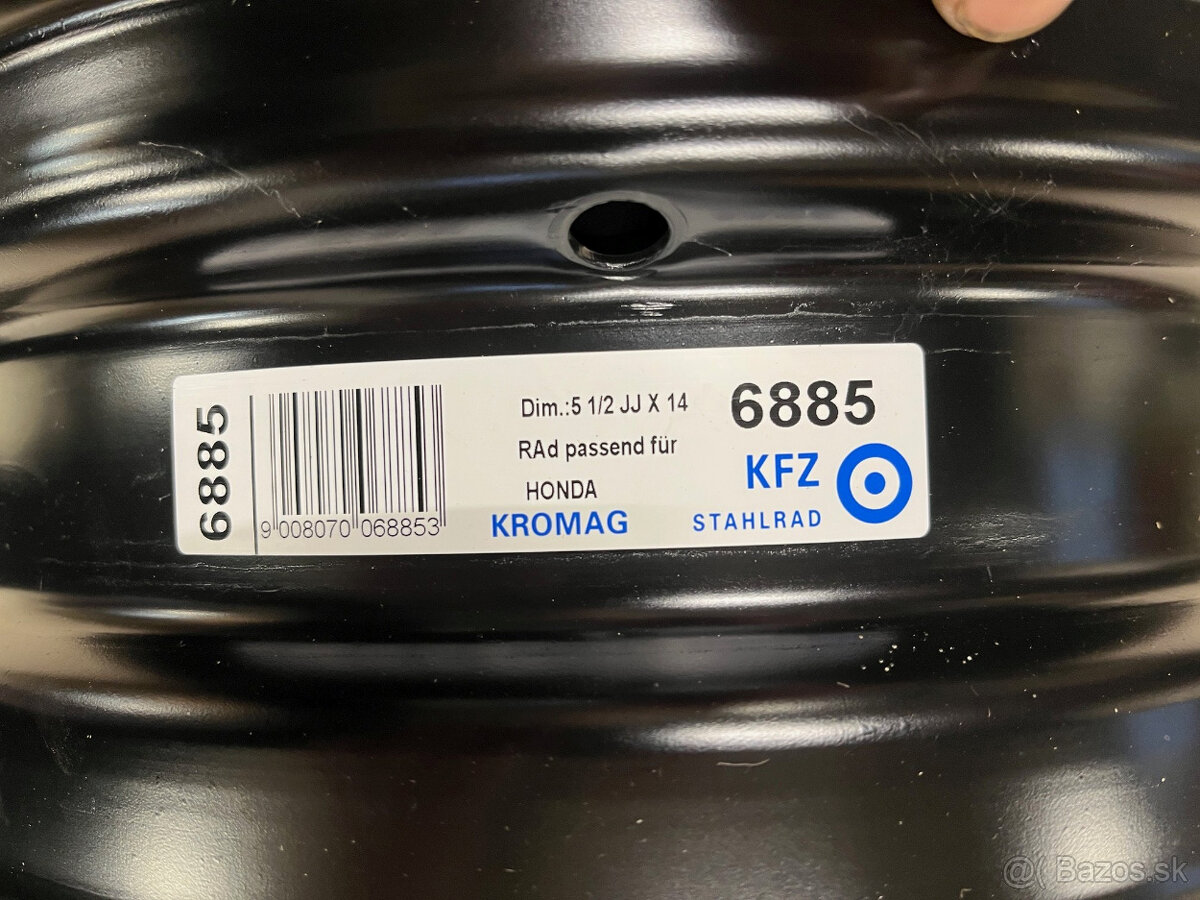 6885
9 008070 068853
Dim.:5 1/2 JJ X 14
RAd passend für
HONDA
KROMAG
6885
KFZ
STAHLRAD
@( Bazos.sk